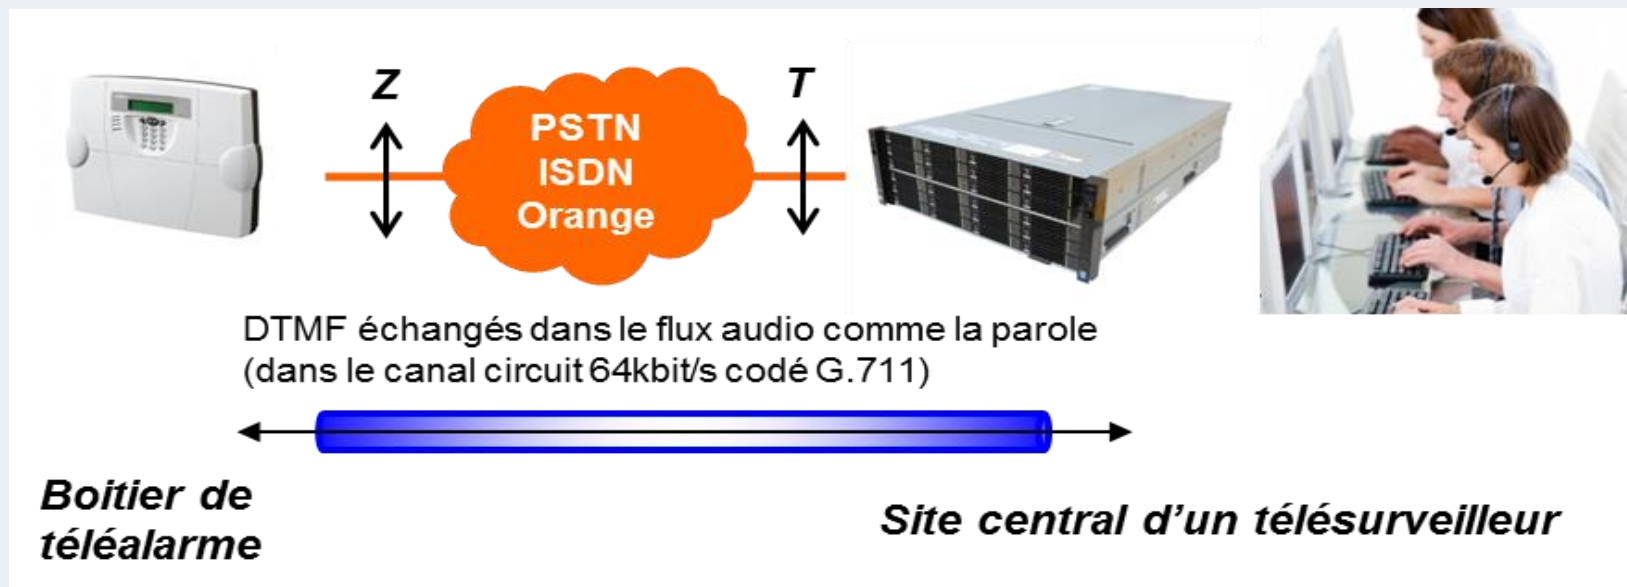 Z
T
PSTN
ISDN
Orange
DTMF échangés dans le flux audio comme la parole
(dans le canal circuit 64kbit/s codé G.711)
Boitier de
téléalarme
Site central d'un télésurveilleur